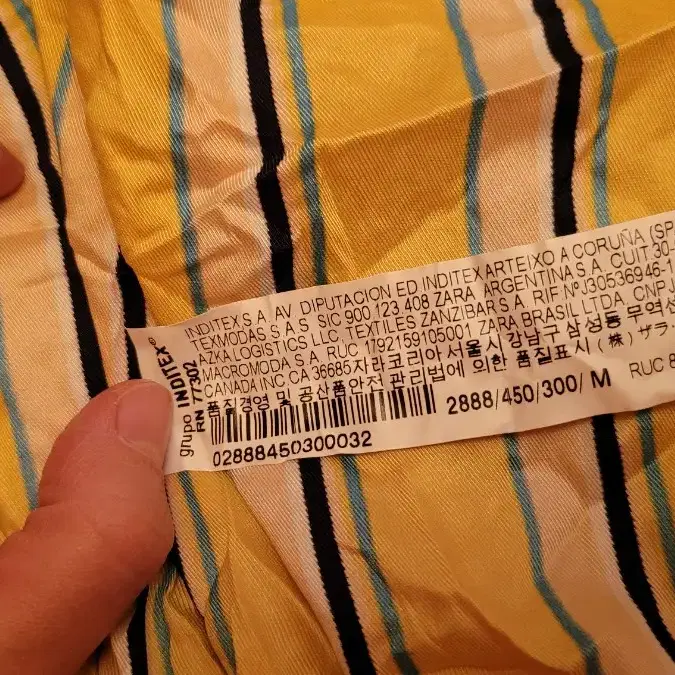 grupo INDITEX®
RN 77302
INDITEX S.A. AV. DIPUTACION ED. INDITEX ARTEIXO A CORUÑA (SP
TEXMODAS S.A.S. SIC 900.123.408 ZARA ARGENTINA S.A. CUIT 30-
AZKA LOGISTICS LLC, TEXTILES ZANZIBAR S.A. RIF. Nº J30536946-1
MACROMODA S.A. RUC 1792159105001 ZARA BRASIL LTDA. CNPJ
CANADA INC CA 36685 자라코리아 서울시 강남구 삼성동 무역센
품질경영 및 공산품안전 관리법에 의한 품질표시 (株) ザラ・
2888/450/300/ M
RUC 8
02888450300032